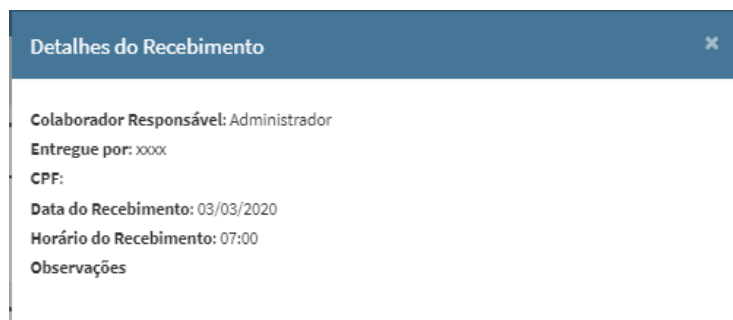 Detalhes do Recebimento ×
Colaborador Responsável: Administrador
Entregue por: xxxx
CPF:
Data do Recebimento: 03/03/2020
Horário do Recebimento: 07:00
Observações